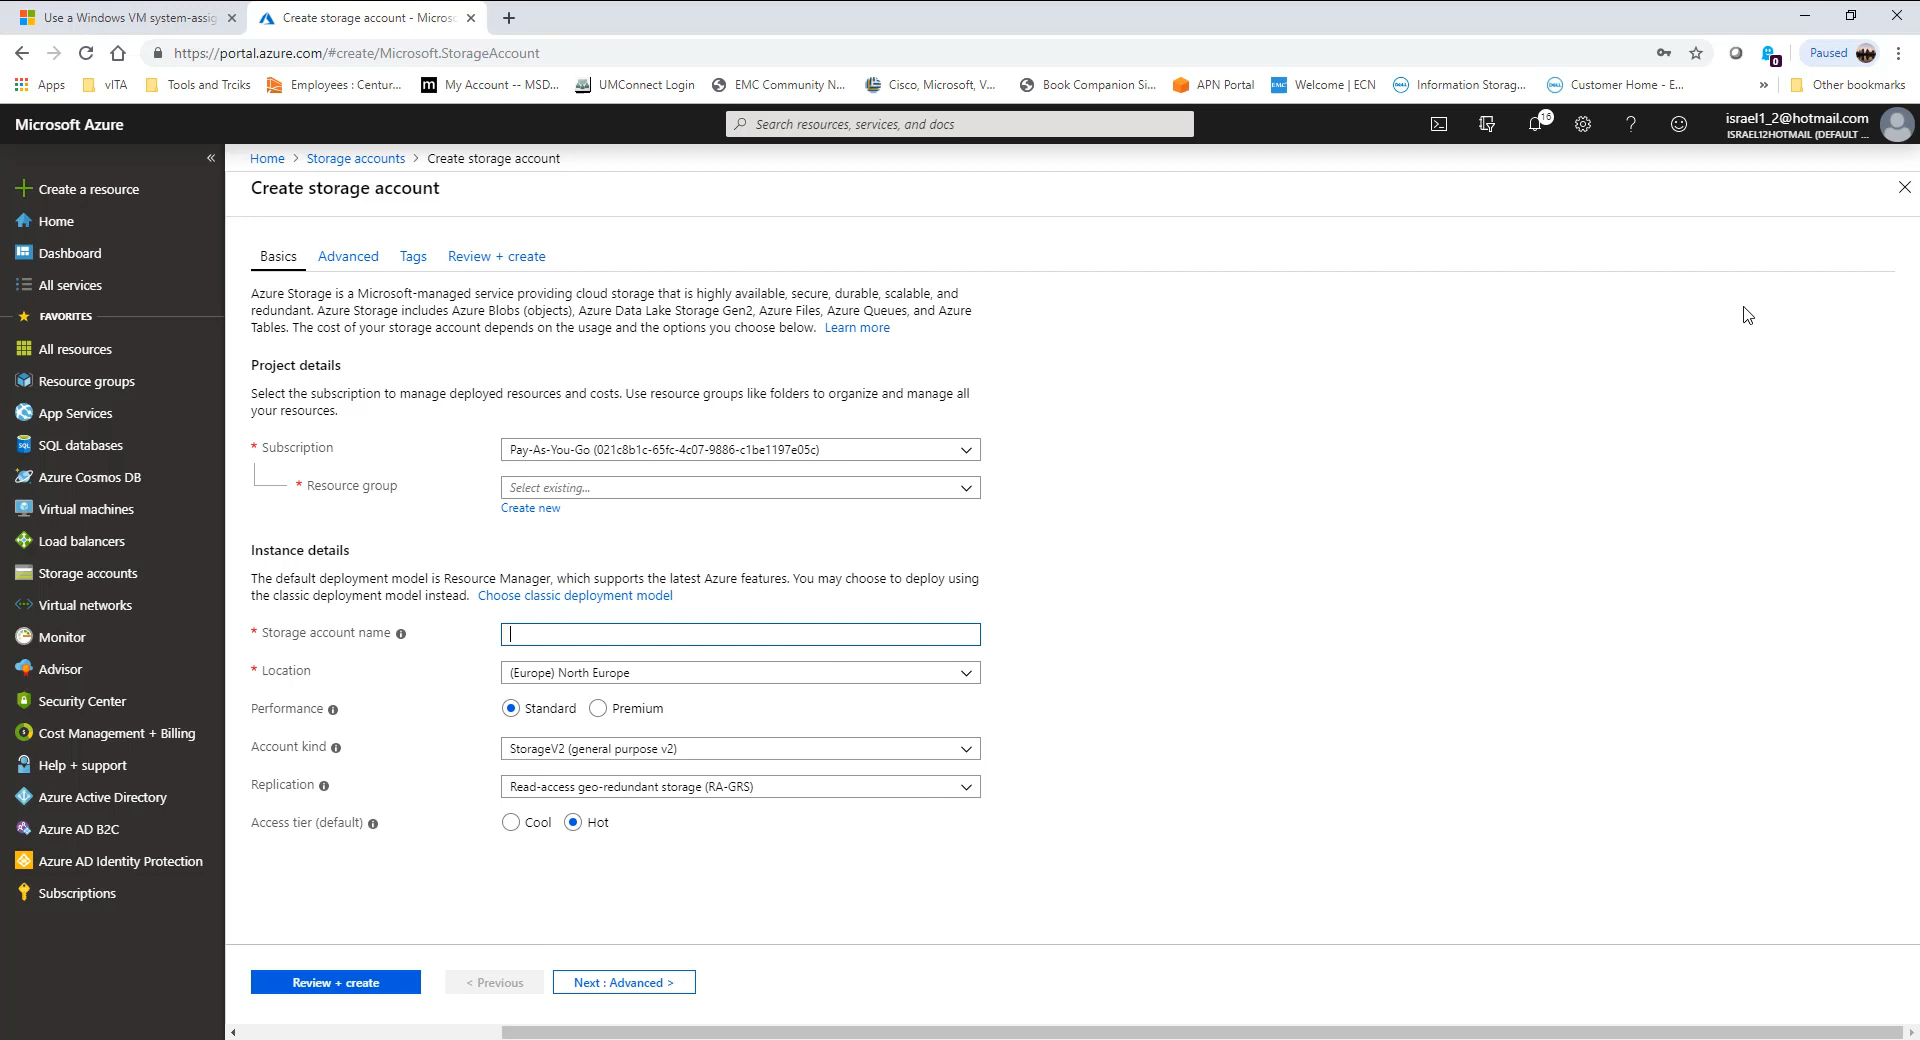 Use a Windows VM system-assig
Create storage account - Micros
https://portal.azure.com/#create/Microsoft.StorageAccount
Paused
0
Apps
vITA
Tools and Trciks
Employees : Centur...
My Account -- MSD...
UMConnect Login
EMC Community N...
Cisco, Microsoft, V...
Book Companion Si...
APN Portal
Welcome | ECN
Information Storag...
Customer Home - E...
»
Other bookmarks
Microsoft Azure
Search resources, services, and docs
16
israel1_2@hotmail.com
ISRAEL12HOTMAIL (DEFAULT ...
«
Create a resource
Home
Dashboard
All services
FAVORITES
All resources
Resource groups
App Services
SQL databases
Azure Cosmos DB
Virtual machines
Load balancers
Storage accounts
Virtual networks
Monitor
Advisor
Security Center
Cost Management + Billing
Help + support
Azure Active Directory
Azure AD B2C
Azure AD Identity Protection
Subscriptions
Home > Storage accounts > Create storage account
Create storage account
Basics
Advanced
Tags
Review + create
Azure Storage is a Microsoft-managed service providing cloud storage that is highly available, secure, durable, scalable, and
redundant. Azure Storage includes Azure Blobs (objects), Azure Data Lake Storage Gen2, Azure Files, Azure Queues, and Azure
Tables. The cost of your storage account depends on the usage and the options you choose below. Learn more
Project details
Select the subscription to manage deployed resources and costs. Use resource groups like folders to organize and manage all
your resources.
* Subscription
Pay-As-You-Go (021c8b1c-65fc-4c07-9886-c1be1197e05c)
* Resource group
Select existing...
Create new
Instance details
The default deployment model is Resource Manager, which supports the latest Azure features. You may choose to deploy using
the classic deployment model instead. Choose classic deployment model
* Storage account name
* Location
(Europe) North Europe
Performance
Standard
Premium
Account kind
StorageV2 (general purpose v2)
Replication
Read-access geo-redundant storage (RA-GRS)
Access tier (default)
Cool
Hot
Review + create
< Previous
Next : Advanced >